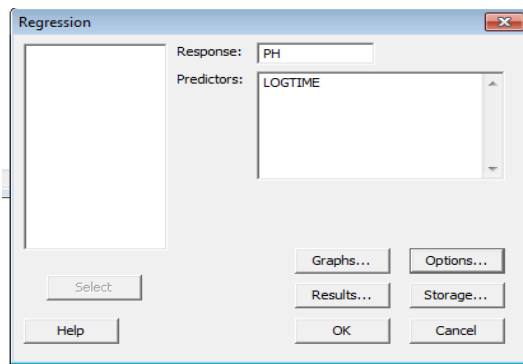 Regression
Response: PH
Predictors: LOGTIME
Graphs... Options...
Select
Results... Storage...
Help OK Cancel